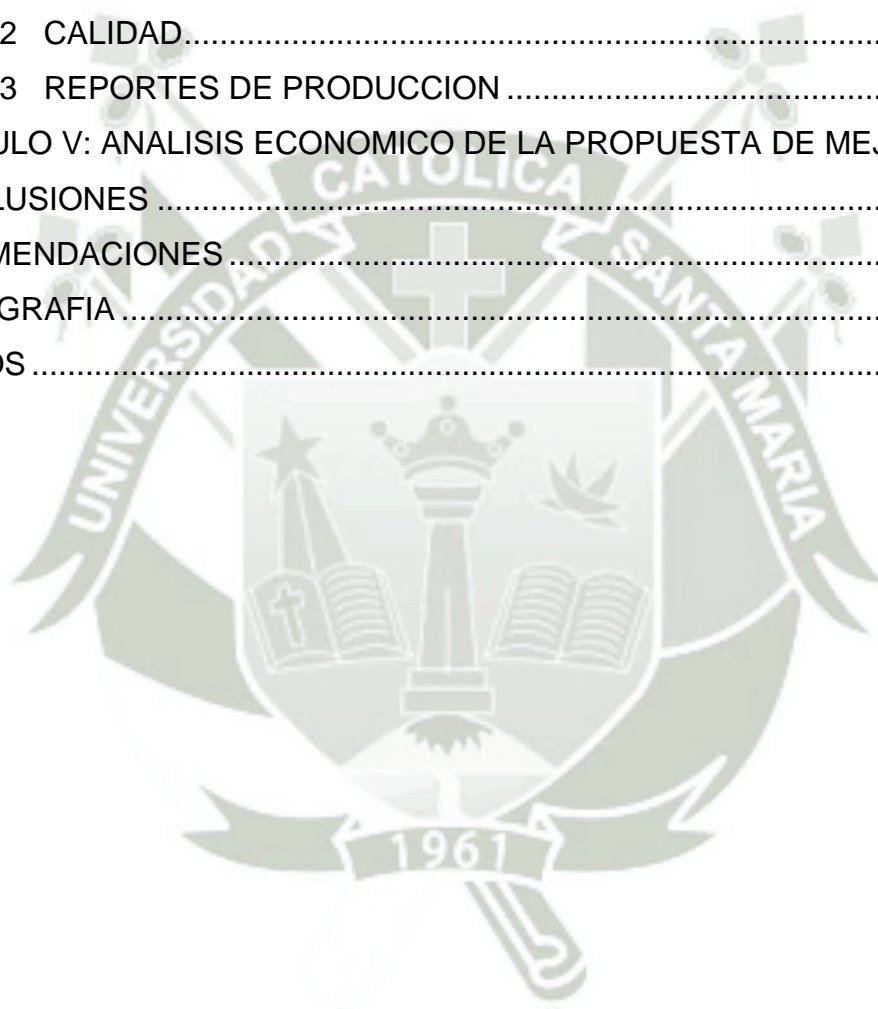 2 CALIDAD..........................................................................
3 REPORTES DE PRODUCCION..........................................
ULO V: ANALISIS ECONOMICO DE LA PROPUESTA DE MEJ
LUSIONES................................................................................
MENDACIONES........................................................................
GRAFIA....................................................................................
OS..............................................................................................
UNIVERSIDAD CATOLICA SANTA MARIA
1961